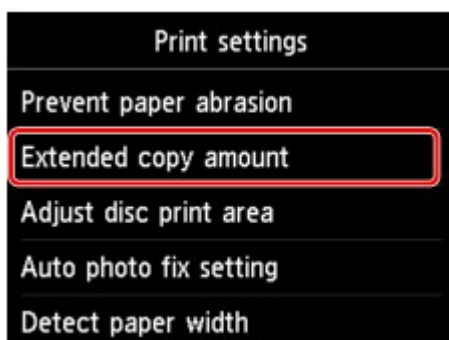 Print settings
Prevent paper abrasion
Extended copy amount
Adjust disc print area
Auto photo fix setting
Detect paper width